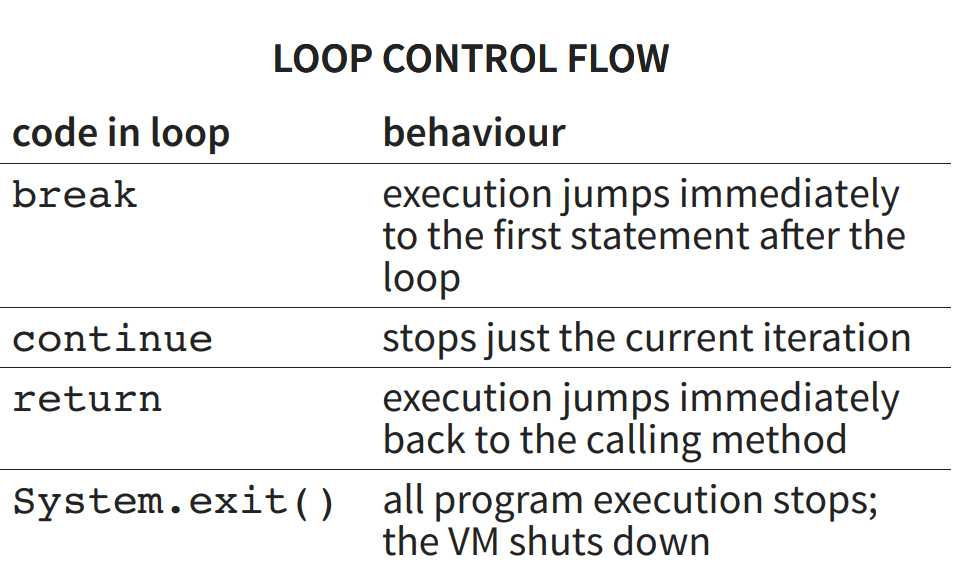 LOOP CONTROL FLOW
code in loop behaviour
break execution jumps immediately
to the first statement after the
loop
continue stops just the current iteration
return execution jumps immediately
back to the calling method
System.exit() all program execution stops;
the VM shuts down